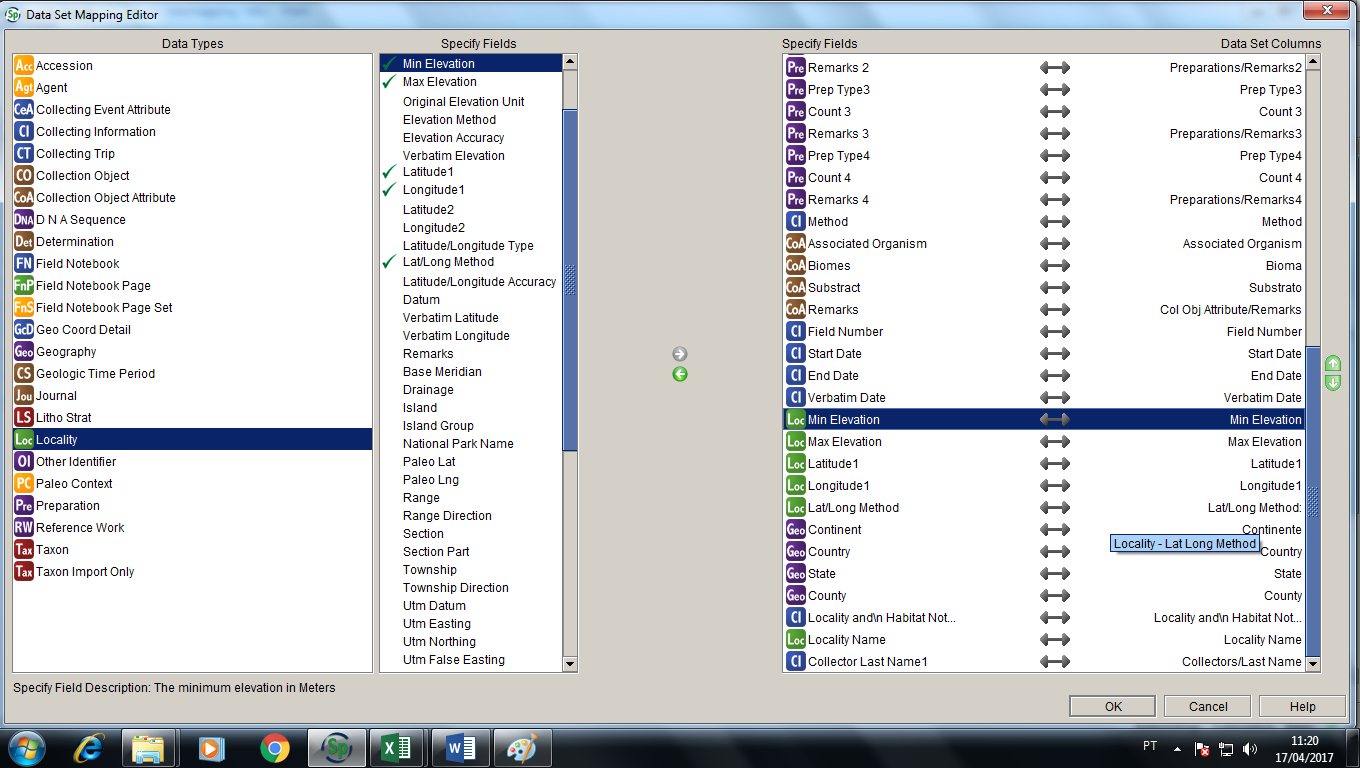 Sp Data Set Mapping Editor
Data Types
Acc Accession
Agt Agent
CeA Collecting Event Attribute
CI Collecting Information
CT Collecting Trip
CO Collection Object
CoA Collection Object Attribute
DNA D N A Sequence
Det Determination
FN Field Notebook
FnP Field Notebook Page
FnS Field Notebook Page Set
GcD Geo Coord Detail
Geo Geography
CS Geologic Time Period
Jou Journal
LS Litho Strat
Loc Locality
OI Other Identifier
PC Paleo Context
Pre Preparation
RW Reference Work
Tax Taxon
Tax Taxon Import Only
Specify Fields
Min Elevation
Max Elevation
Original Elevation Unit
Elevation Method
Elevation Accuracy
Verbatim Elevation
Latitude1
Longitude1
Latitude2
Longitude2
Latitude/Longitude Type
Lat/Long Method
Latitude/Longitude Accuracy
Datum
Verbatim Latitude
Verbatim Longitude
Remarks
Base Meridian
Drainage
Island
Island Group
National Park Name
Paleo Lat
Paleo Lng
Range
Range Direction
Section
Section Part
Township
Township Direction
Utm Datum
Utm Easting
Utm Northing
Utm False Easting
Specify Fields Data Set Columns
Pre Remarks 2 Preparations/Remarks2
Pre Prep Type3 Prep Type3
Pre Count 3 Count 3
Pre Remarks 3 Preparations/Remarks3
Pre Prep Type4 Prep Type4
Pre Count 4 Count 4
Pre Remarks 4 Preparations/Remarks4
CI Method Method
CoA Associated Organism Associated Organism
CoA Biomes Bioma
CoA Substract Substrato
CoA Remarks Col Obj Attribute/Remarks
CI Field Number Field Number
CI Start Date Start Date
CI End Date End Date
CI Verbatim Date Verbatim Date
Loc Min Elevation Min Elevation
Loc Max Elevation Max Elevation
Loc Latitude1 Latitude1
Loc Longitude1 Longitude1
Loc Lat/Long Method Lat/Long Method:
Geo Continent Continente
Locality - Lat Long Method
Geo Country Country
Geo State State
Geo County County
CI Locality and\n Habitat Not... Locality and\n Habitat Not...
Loc Locality Name Locality Name
CI Collector Last Name1 Collectors/Last Name
Specify Field Description: The minimum elevation in Meters
OK Cancel Help
Sp
PT
11:20
17/04/2017